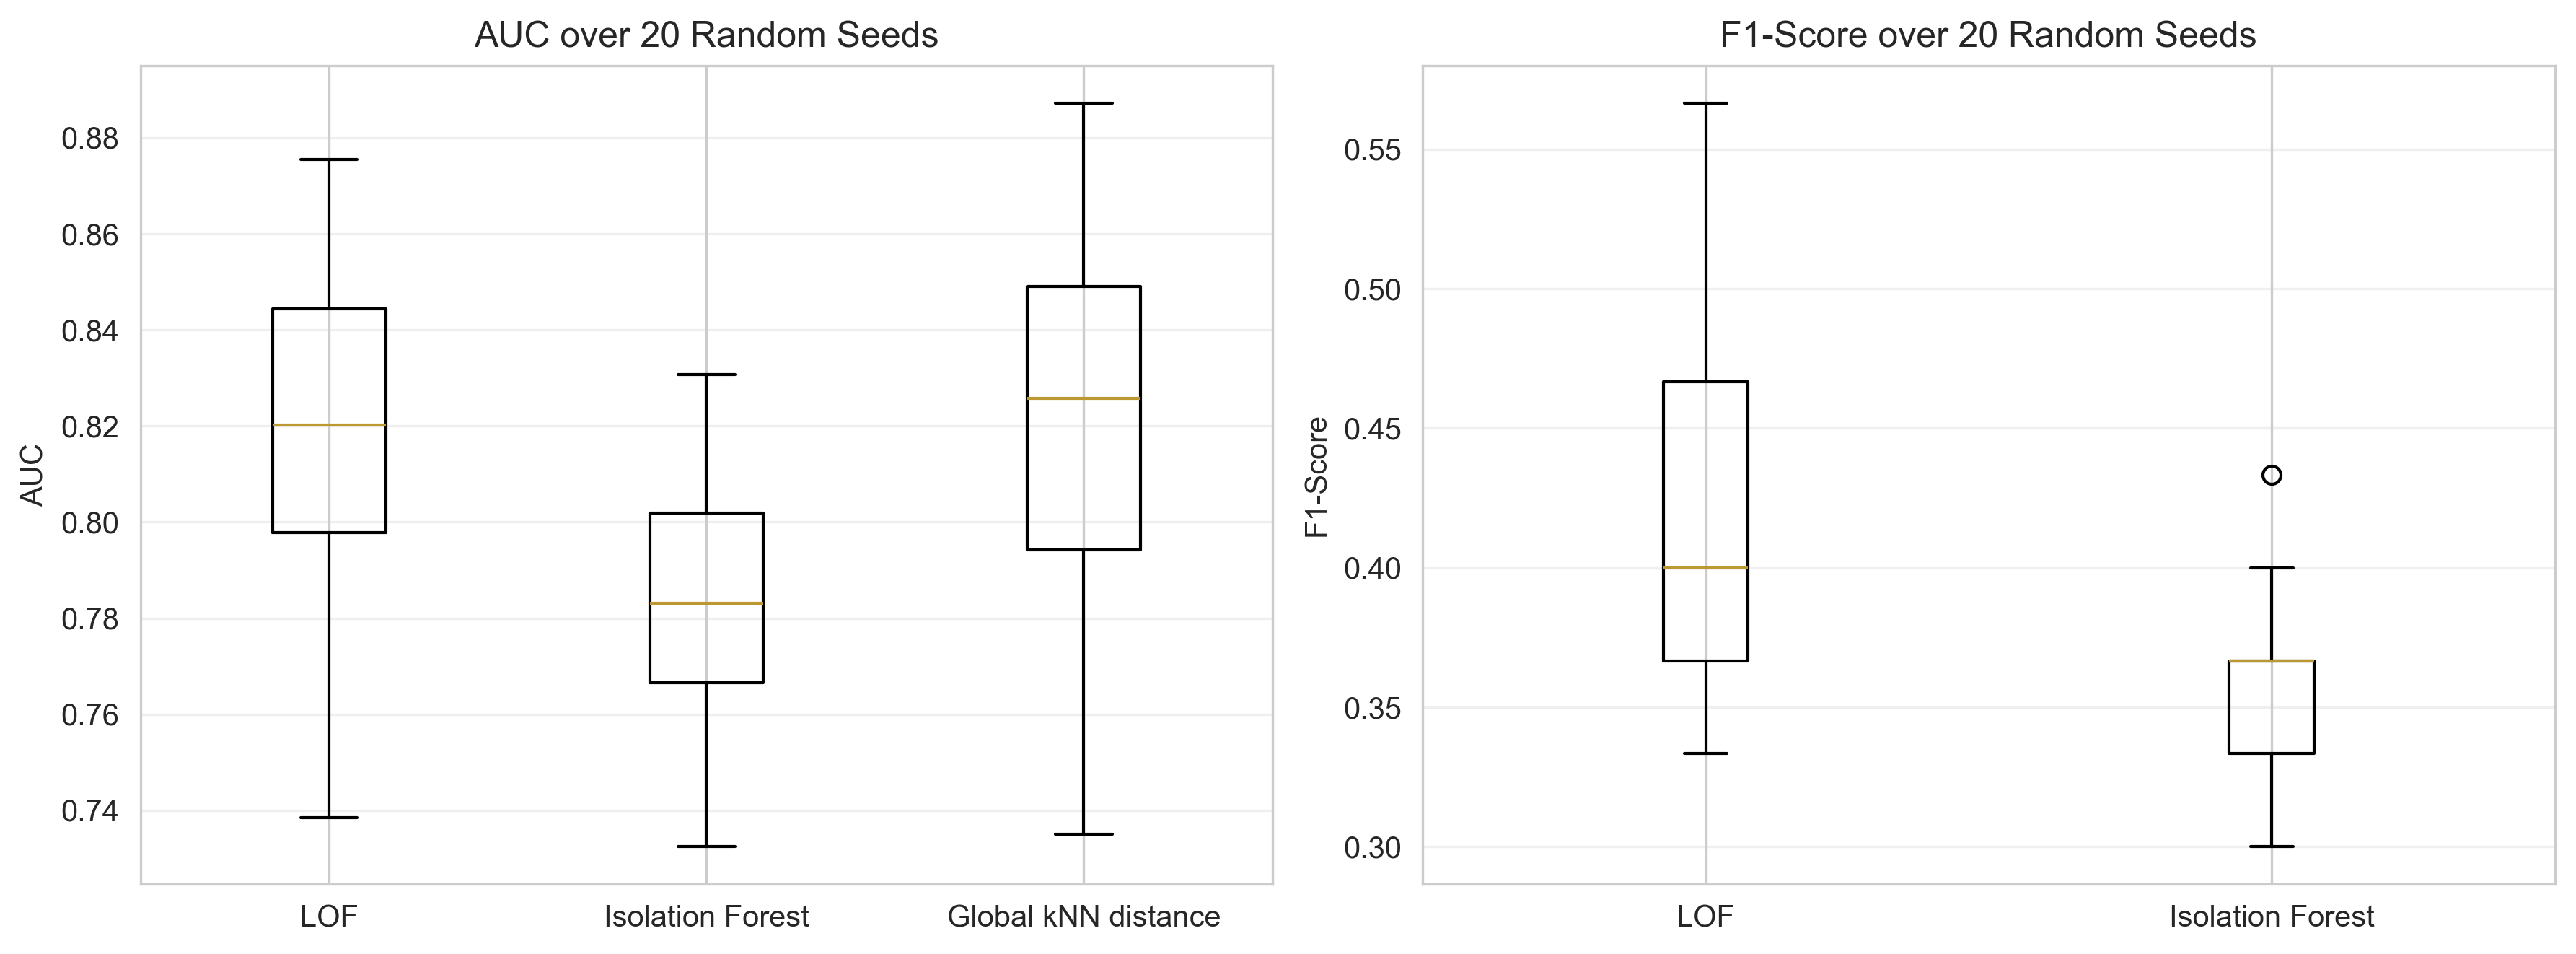 AUC over 20 Random Seeds
AUC
0.88
0.86
0.84
0.82
0.80
0.78
0.76
0.74
LOF
Isolation Forest
Global kNN distance
F1-Score over 20 Random Seeds
F1-Score
0.55
0.50
0.45
0.40
0.35
0.30
LOF
Isolation Forest